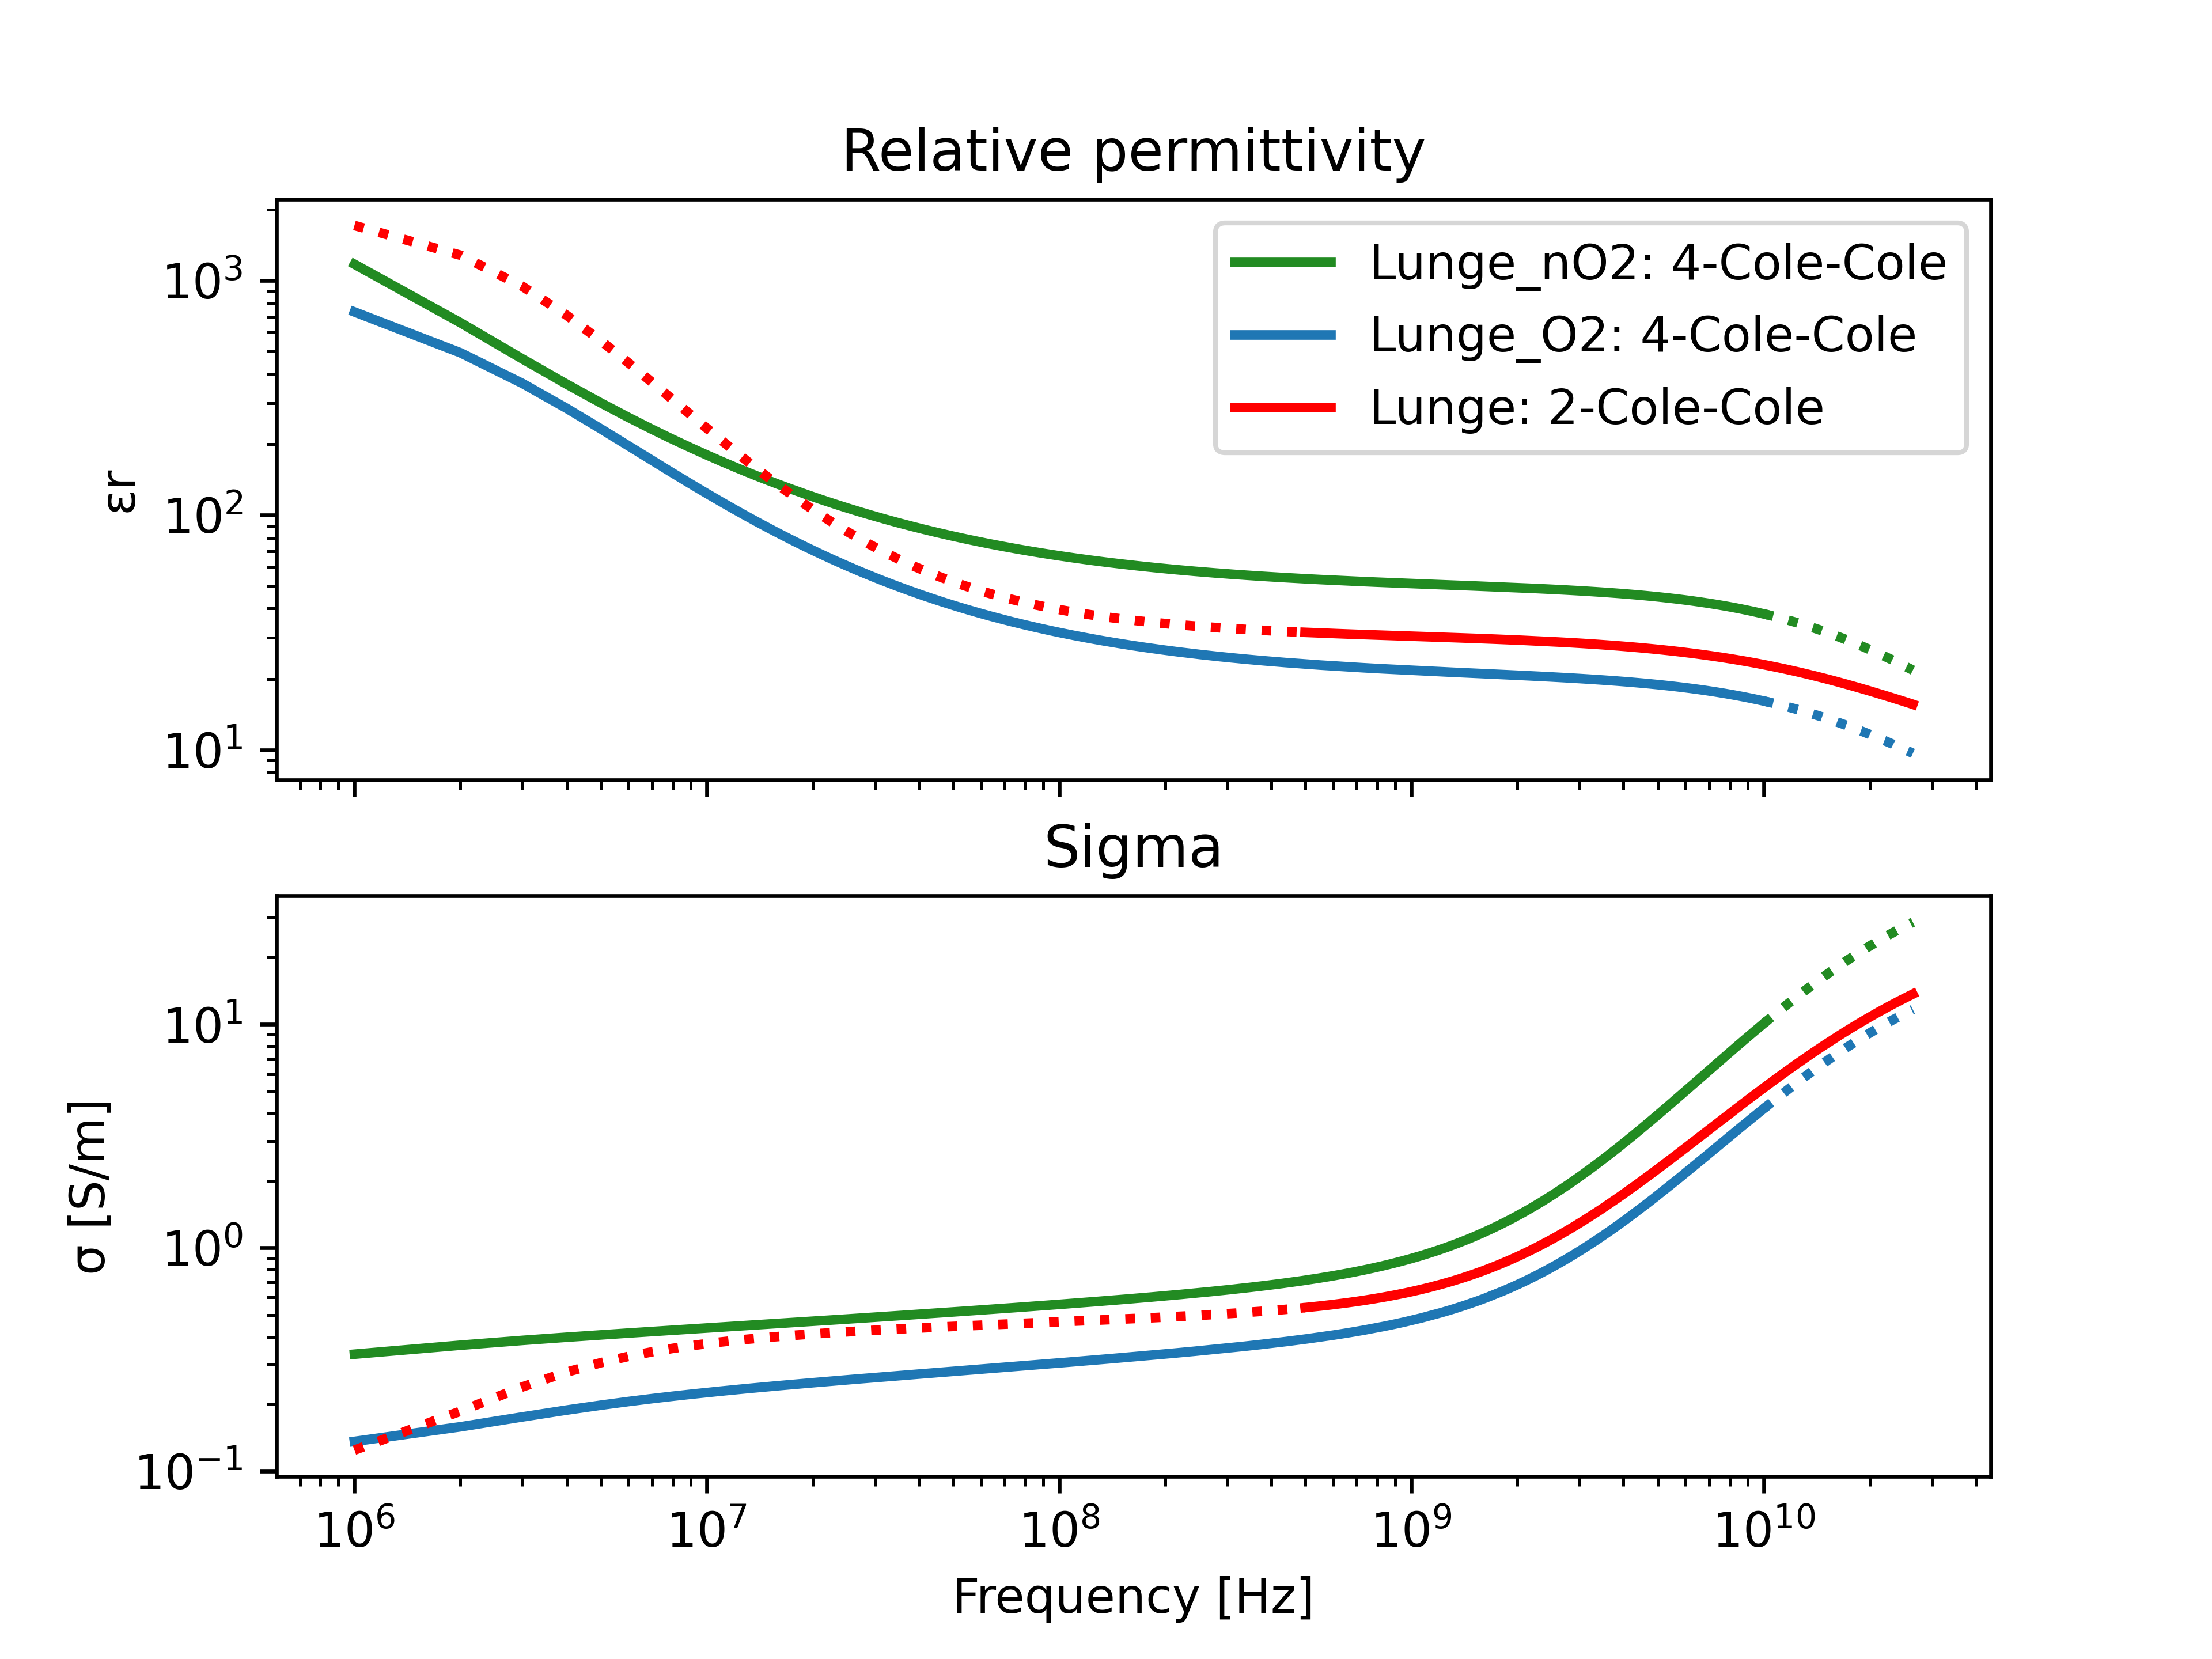 Relative permittivity
εr
10³
10²
10¹
Lunge_nO2: 4-Cole-Cole
Lunge_O2: 4-Cole-Cole
Lunge: 2-Cole-Cole
Sigma
σ [S/m]
10¹
10⁰
10⁻¹
10⁶ 10⁷ 10⁸ 10⁹ 10¹⁰
Frequency [Hz]